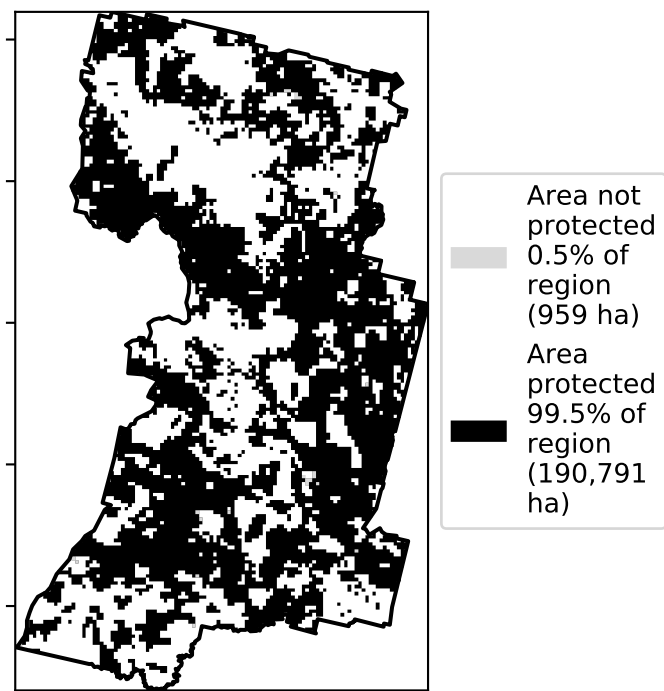 Area not
protected
0.5% of
region
(959 ha)
Area
protected
99.5% of
region
(190,791
ha)